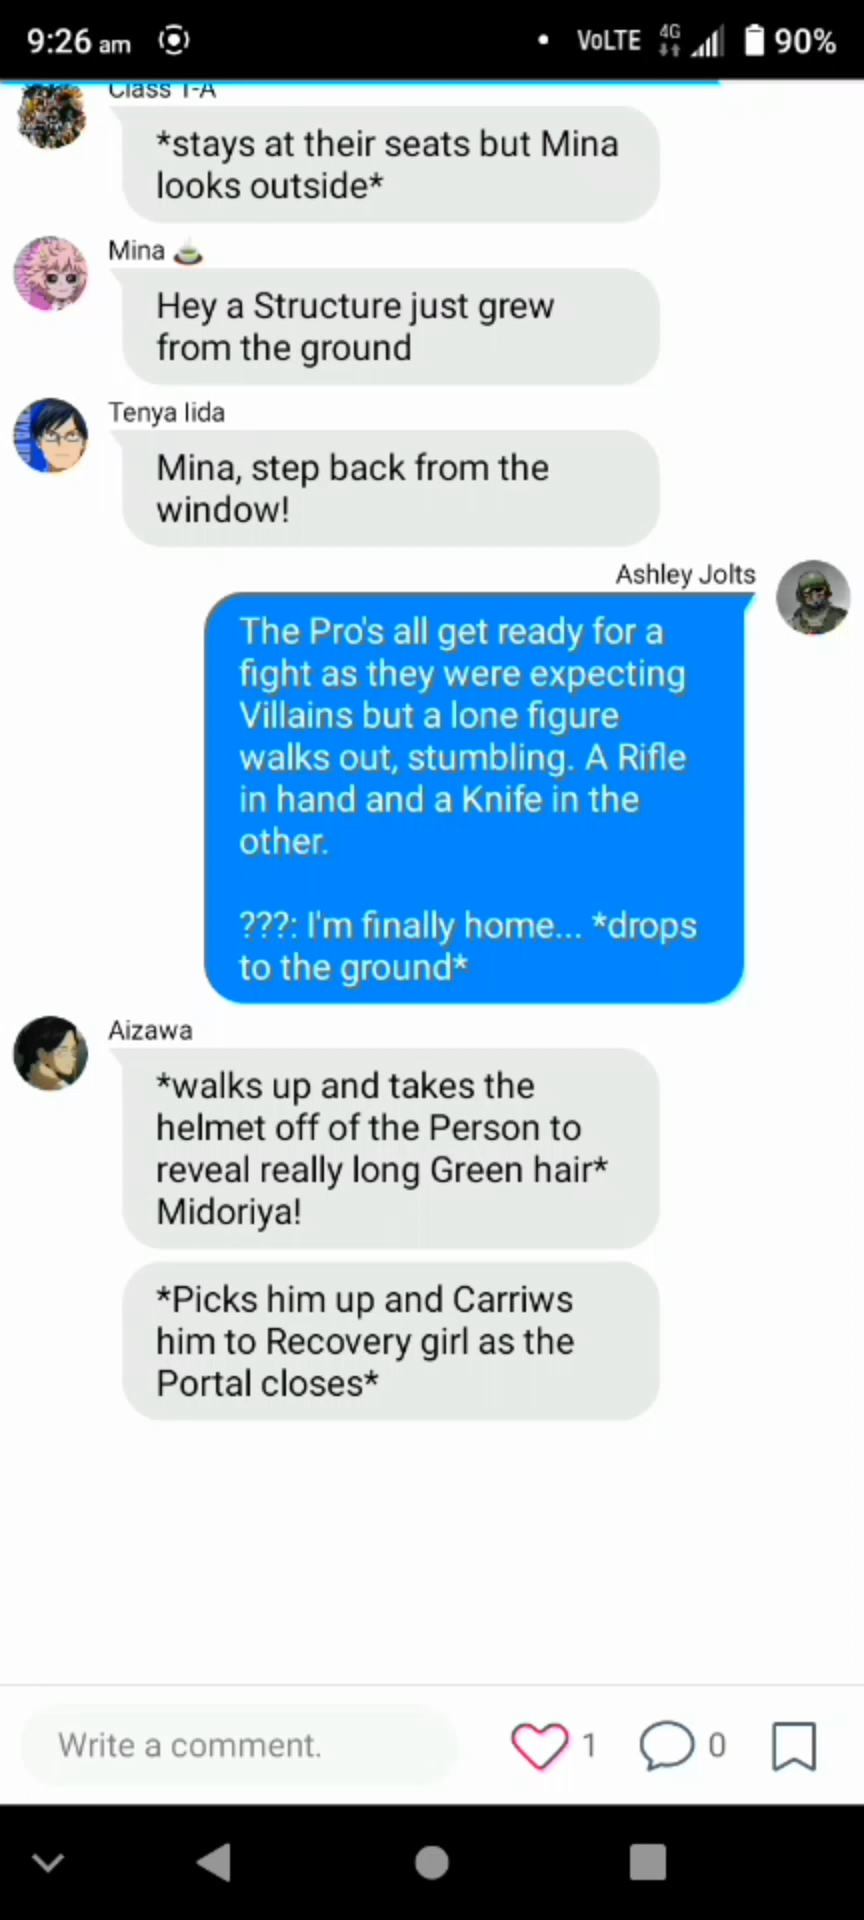 9:26 am
VoLTE 4G 90%
Class 1-A
*stays at their seats but Mina
looks outside*
Mina 🍵
Hey a Structure just grew
from the ground
Tenya Iida
Mina, step back from the
window!
Ashley Jolts
The Pro's all get ready for a
fight as they were expecting
Villains but a lone figure
walks out, stumbling. A Rifle
in hand and a Knife in the
other.
???: I'm finally home... *drops
to the ground*
Aizawa
*walks up and takes the
helmet off of the Person to
reveal really long Green hair*
Midoriya!
*Picks him up and Carriws
him to Recovery girl as the
Portal closes*
Write a comment. 1 0